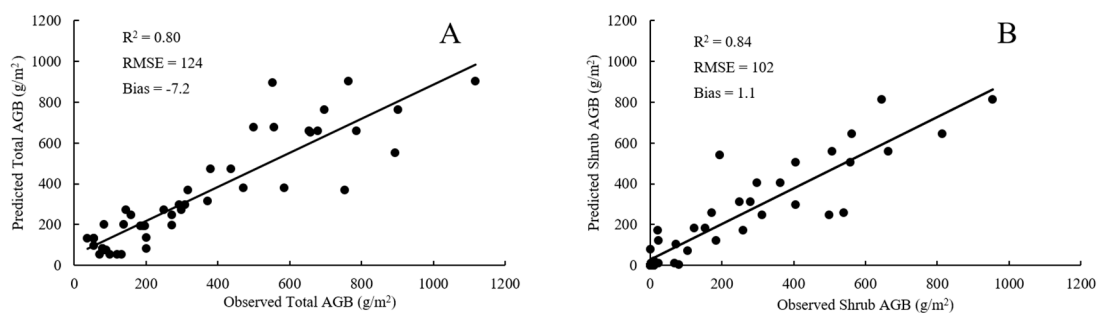 A
R² = 0.80
RMSE = 124
Bias = -7.2
Predicted Total AGB (g/m²)
1200
1000
800
600
400
200
0
0 200 400 600 800 1000 1200
Observed Total AGB (g/m²)
B
R² = 0.84
RMSE = 102
Bias = 1.1
Predicted Shrub AGB (g/m²)
1200
1000
800
600
400
200
0
0 200 400 600 800 1000 1200
Observed Shrub AGB (g/m²)